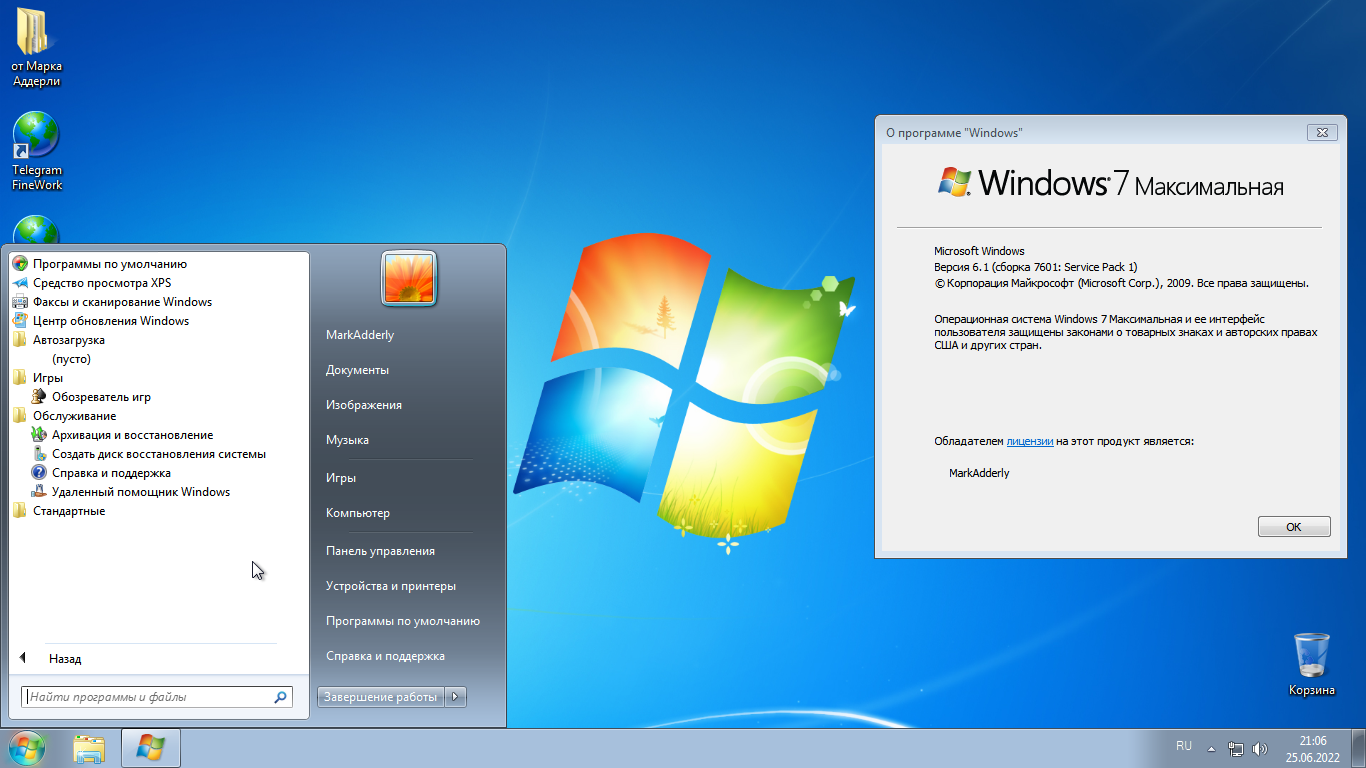 от Марка
Аддерли
Telegram
FineWork
Программы по умолчанию
Средство просмотра XPS
Факсы и сканирование Windows
Центр обновления Windows
Автозагрузка
(пусто)
Игры
Обозреватель игр
Обслуживание
Архивация и восстановление
Создать диск восстановления системы
Справка и поддержка
Удаленный помощник Windows
Стандартные
Назад
Найти программы и файлы
MarkAdderly
Документы
Изображения
Музыка
Игры
Компьютер
Панель управления
Устройства и принтеры
Программы по умолчанию
Справка и поддержка
Завершение работы
О программе "Windows"
Windows 7 Максимальная
Microsoft Windows
Версия 6.1 (сборка 7601: Service Pack 1)
© Корпорация Майкрософт (Microsoft Corp.), 2009. Все права защищены.
Операционная система Windows 7 Максимальная и ее интерфейс
пользователя защищены законами о товарных знаках и авторских правах
США и других стран.
Обладателем лицензии на этот продукт является:
MarkAdderly
OK
Корзина
RU
21:06
25.06.2022